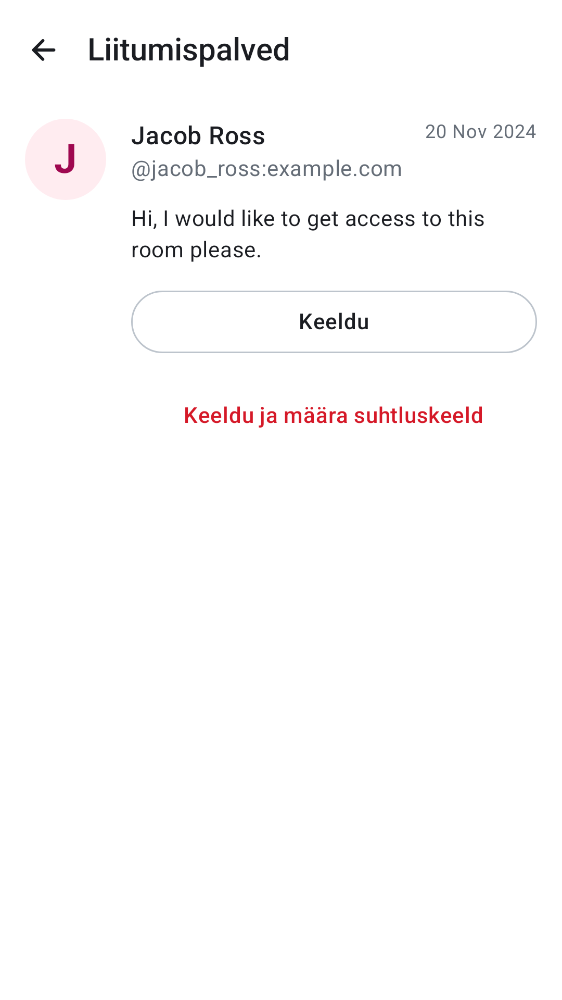 Liitumispalved
J
Jacob Ross
20 Nov 2024
@jacob_ross:example.com
Hi, I would like to get access to this
room please.
Keeldu
Keeldu ja määra suhtluskeeld